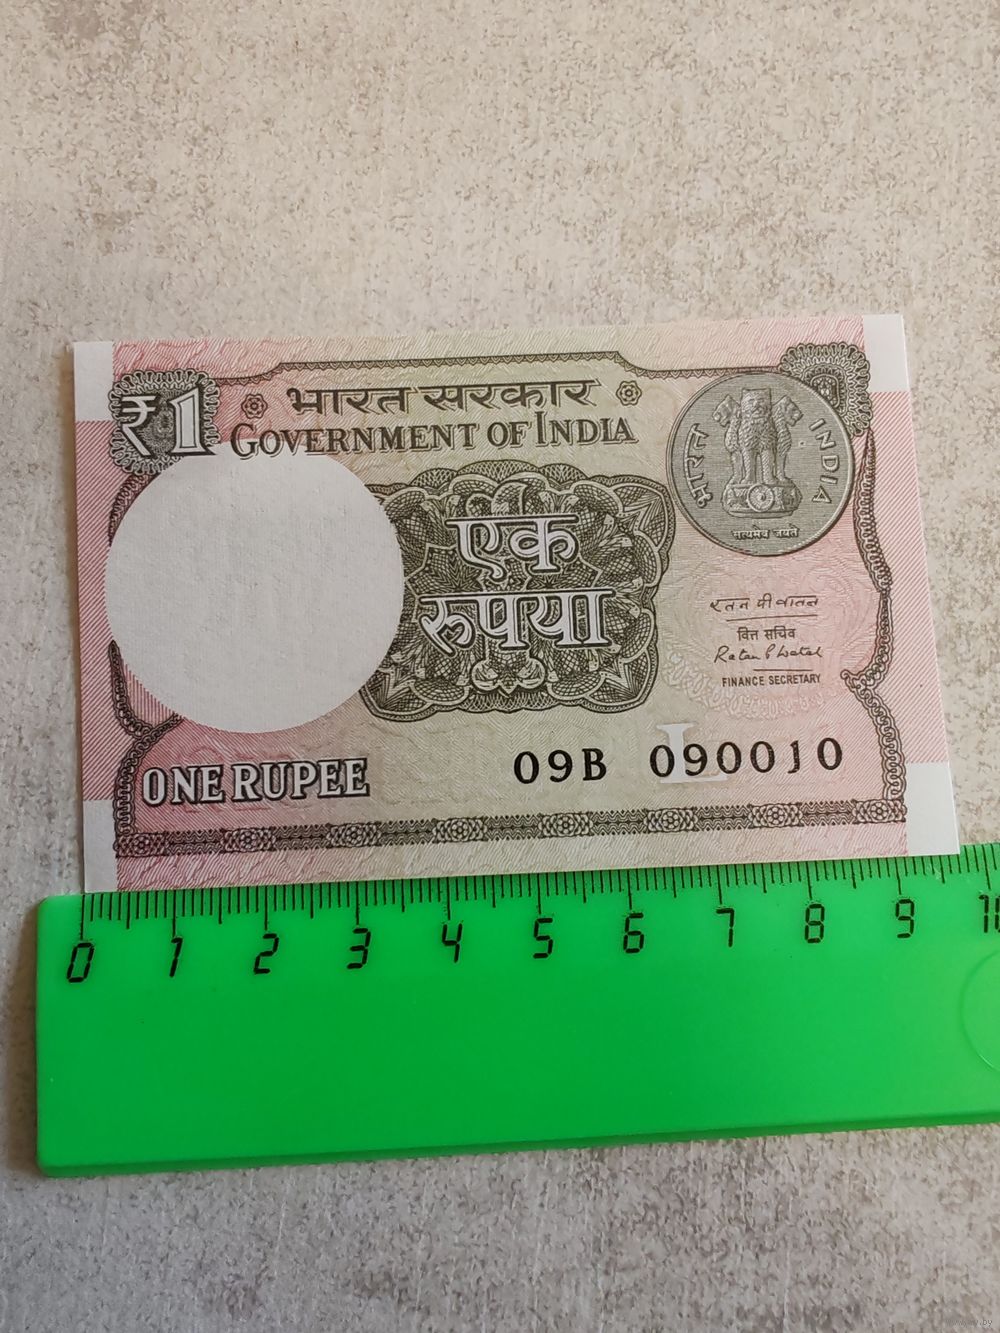 ₹1
भारत सरकार
GOVERNMENT OF INDIA
भारत
INDIA
सत्यमेव जयते
एक
रुपया
रतन पी वातल
वित्त सचिव
Ratan P Watal
FINANCE SECRETARY
L
ONE RUPEE
09B 090010
0 1 2 3 4 5 6 7 8 9 10